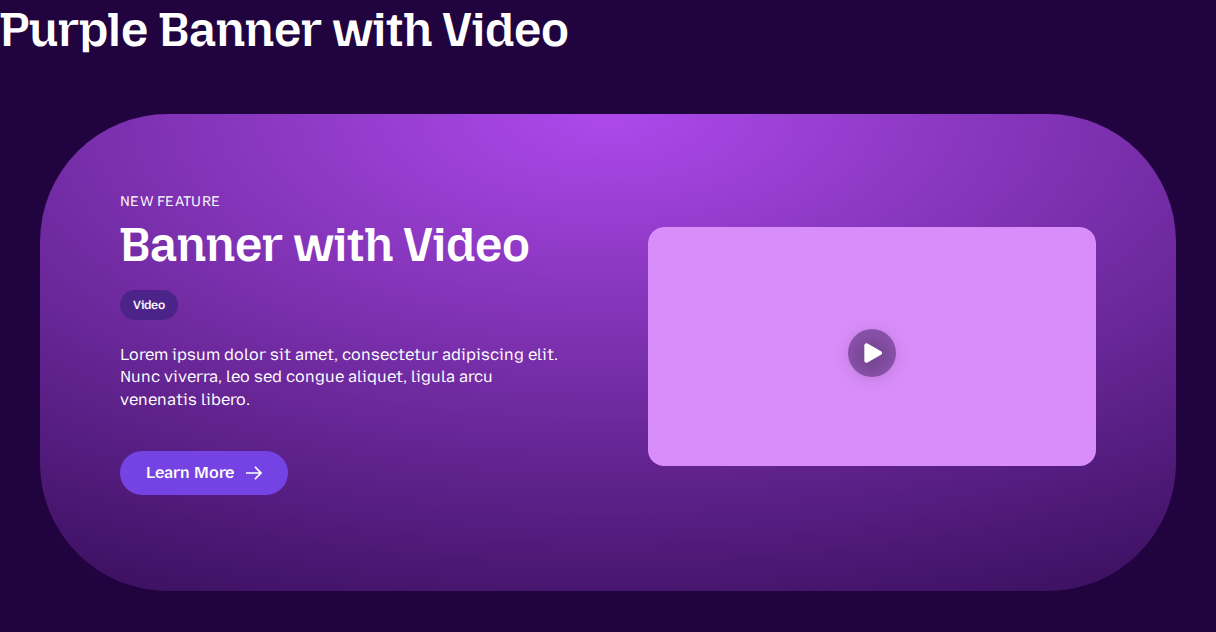 Purple Banner with Video
NEW FEATURE
Banner with Video
Video
Lorem ipsum dolor sit amet, consectetur adipiscing elit.
Nunc viverra, leo sed congue aliquet, ligula arcu
venenatis libero.
Learn More